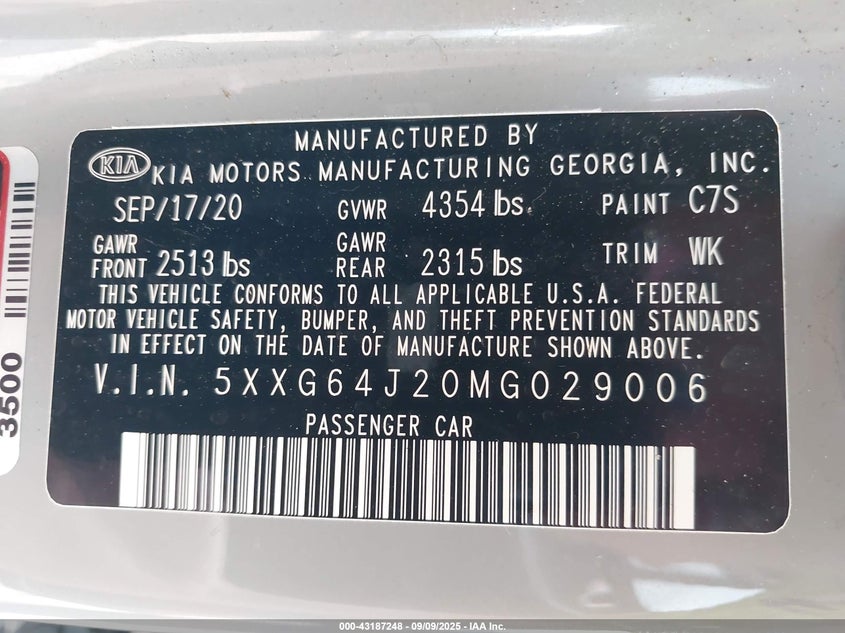 MANUFACTURED BY
KIA KIA MOTORS MANUFACTURING GEORGIA, INC.
SEP/17/20 GVWR 4354 lbs. PAINT C7S
GAWR FRONT 2513 lbs GAWR REAR 2315 lbs TRIM WK
THIS VEHICLE CONFORMS TO ALL APPLICABLE U.S.A. FEDERAL
MOTOR VEHICLE SAFETY, BUMPER, AND THEFT PREVENTION STANDARDS
IN EFFECT ON THE DATE OF MANUFACTURE SHOWN ABOVE.
V.I.N. 5XXG64J20MG029006
PASSENGER CAR
3500
000-43187248 - 09/09/2025 - IAA Inc.